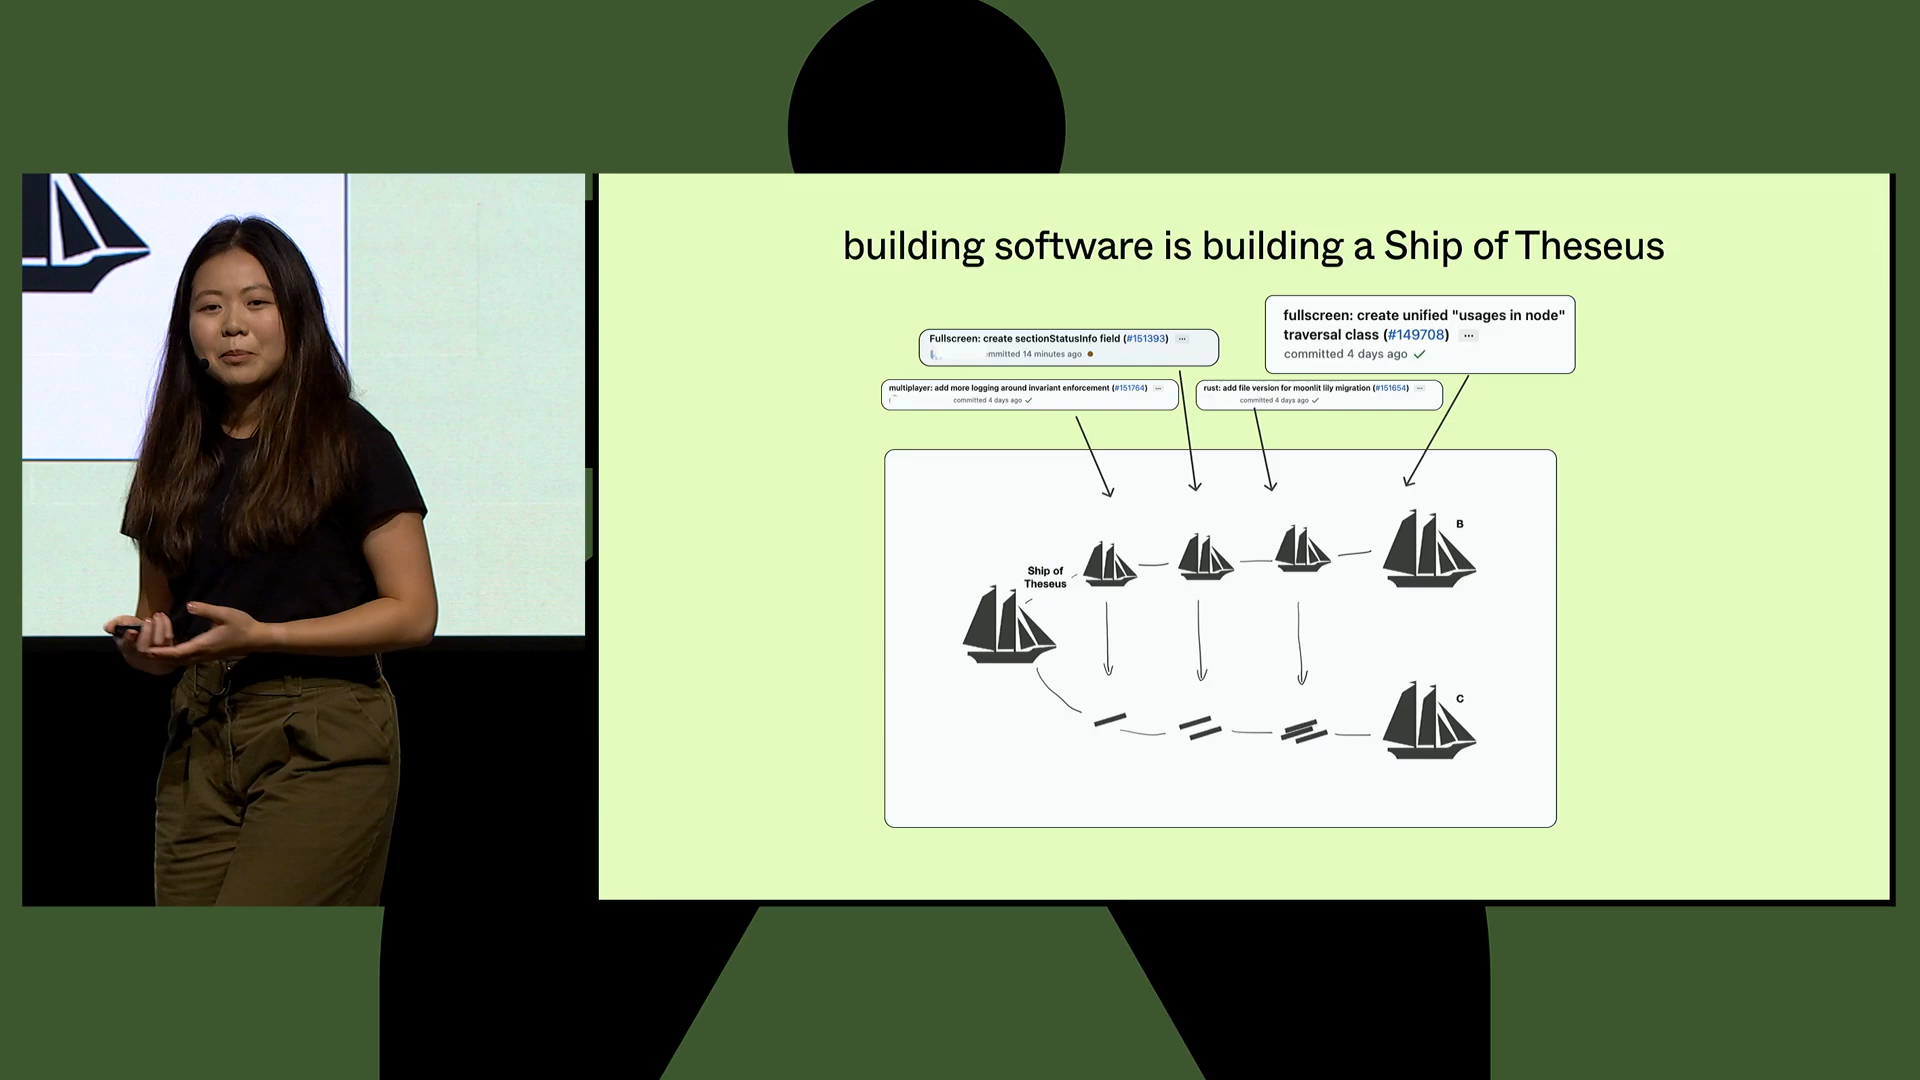 building software is building a Ship of Theseus
fullscreen: create unified "usages in node"
traversal class (#149708) ...
committed 4 days ago
Fullscreen: create sectionStatusInfo field (#151393) ...
mmitted 14 minutes ago
multiplayer: add more logging around invariant enforcement (#151764) ...
committed 4 days ago
rust: add file version for moonlit lily migration (#151654) ...
committed 4 days ago
B
Ship of
Theseus
C